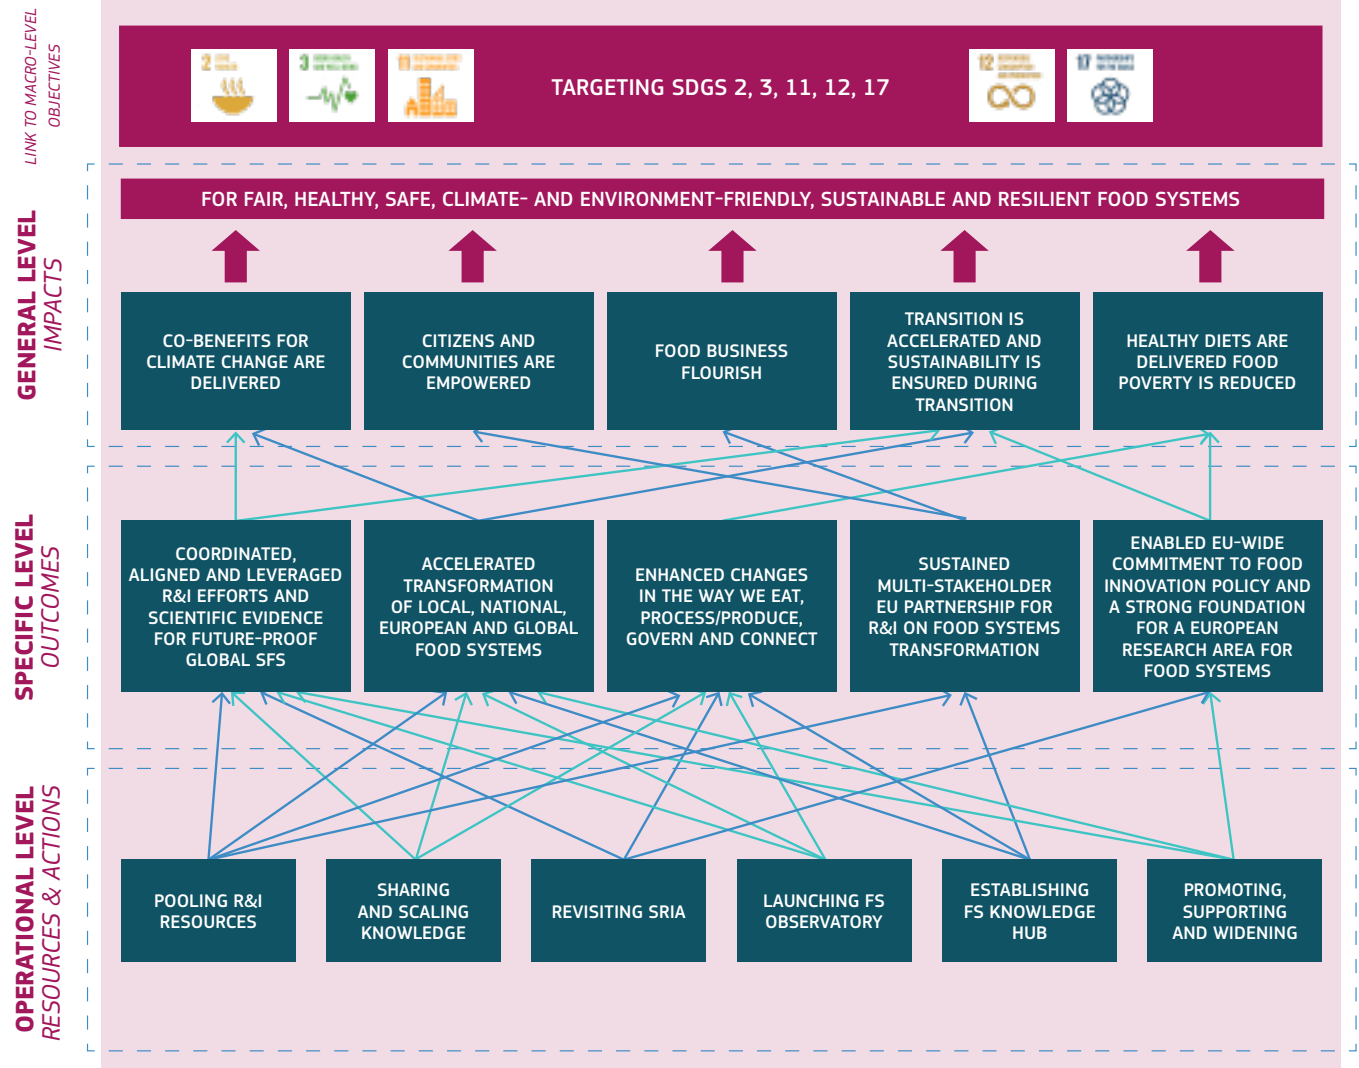 LINK TO MACRO-LEVEL
OBJECTIVES
2
3
11
TARGETING SDGS 2, 3, 11, 12, 17
12
17
GENERAL LEVEL
IMPACTS
FOR FAIR, HEALTHY, SAFE, CLIMATE- AND ENVIRONMENT-FRIENDLY, SUSTAINABLE AND RESILIENT FOOD SYSTEMS
CO-BENEFITS FOR
CLIMATE CHANGE ARE
DELIVERED
CITIZENS AND
COMMUNITIES ARE
EMPOWERED
FOOD BUSINESS
FLOURISH
TRANSITION IS
ACCELERATED AND
SUSTAINABILITY IS
ENSURED DURING
TRANSITION
HEALTHY DIETS ARE
DELIVERED FOOD
POVERTY IS REDUCED
SPECIFIC LEVEL
OUTCOMES
COORDINATED,
ALIGNED AND LEVERAGED
R&I EFFORTS AND
SCIENTIFIC EVIDENCE
FOR FUTURE-PROOF
GLOBAL SFS
ACCELERATED
TRANSFORMATION
OF LOCAL, NATIONAL,
EUROPEAN AND GLOBAL
FOOD SYSTEMS
ENHANCED CHANGES
IN THE WAY WE EAT,
PROCESS/PRODUCE,
GOVERN AND CONNECT
SUSTAINED
MULTI-STAKEHOLDER
EU PARTNERSHIP FOR
R&I ON FOOD SYSTEMS
TRANSFORMATION
ENABLED EU-WIDE
COMMITMENT TO FOOD
INNOVATION POLICY AND
A STRONG FOUNDATION
FOR A EUROPEAN
RESEARCH AREA FOR
FOOD SYSTEMS
OPERATIONAL LEVEL
RESOURCES & ACTIONS
POOLING R&I
RESOURCES
SHARING
AND SCALING
KNOWLEDGE
REVISITING SRIA
LAUNCHING FS
OBSERVATORY
ESTABLISHING
FS KNOWLEDGE
HUB
PROMOTING,
SUPPORTING
AND WIDENING